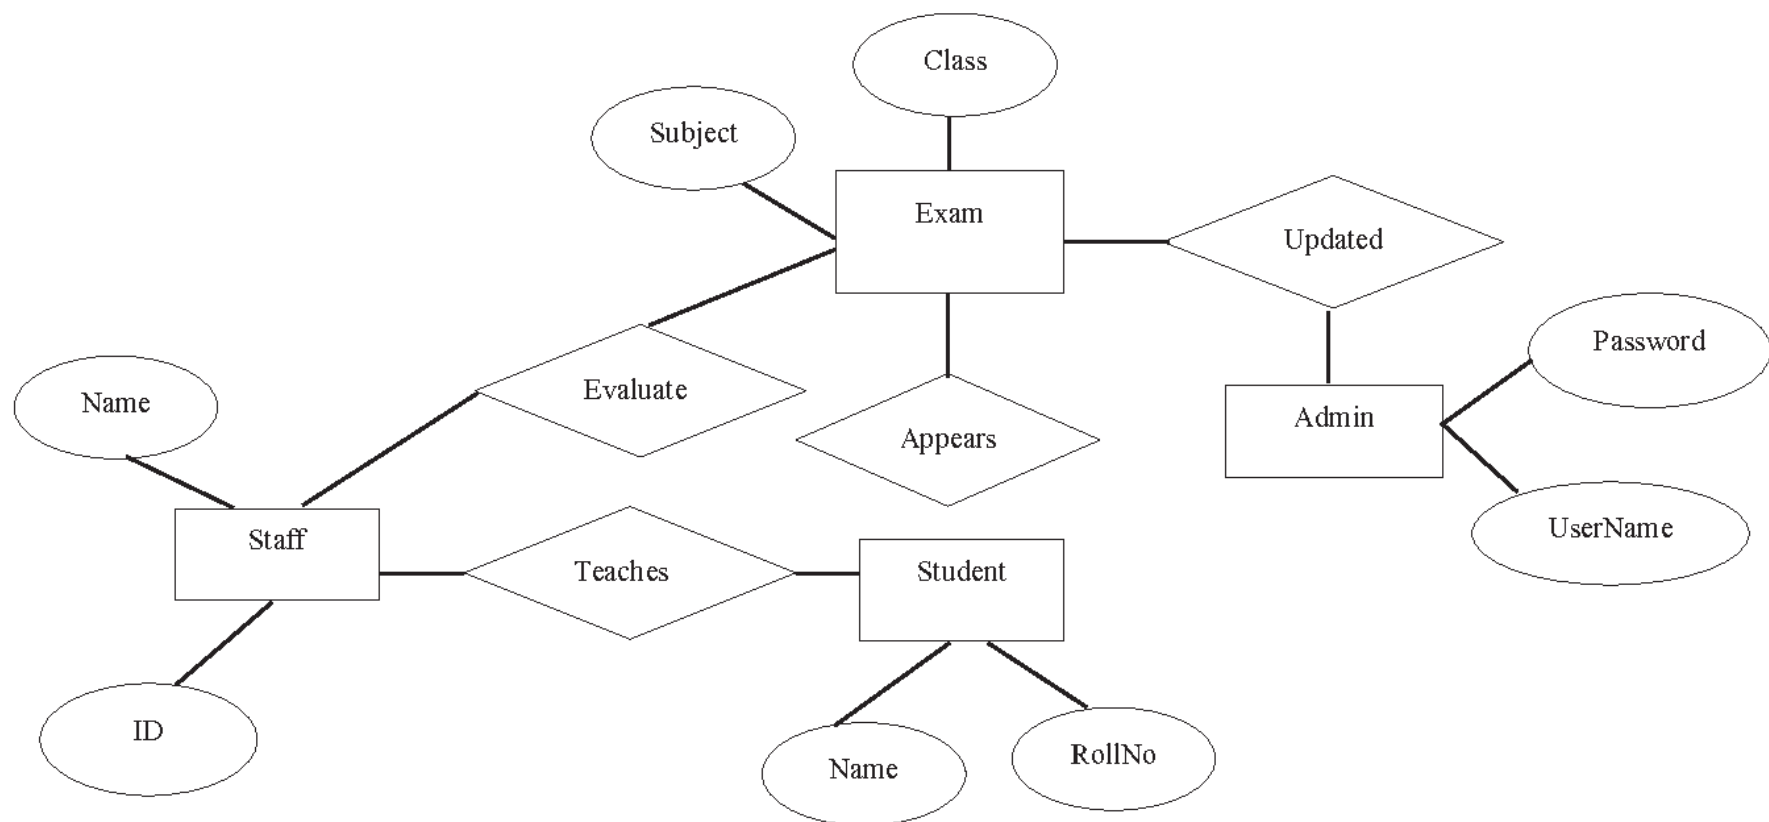 Class
Subject
Exam
Updated
Password
Name
Evaluate
Admin
Appears
UserName
Staff
Teaches
Student
ID
Name
RollNo